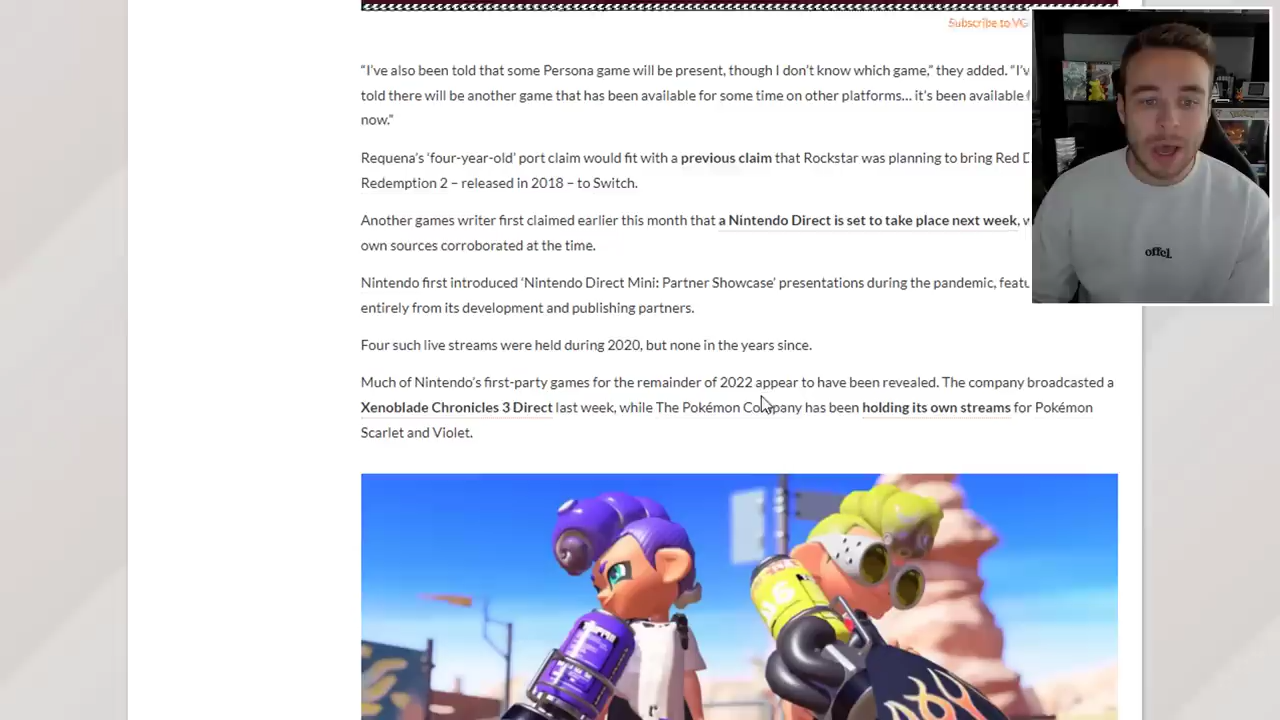 Subscribe to VG
“I've also been told that some Persona game will be present, though I don't know which game,” they added. “I'v
told there will be another game that has been available for some time on other platforms… it's been available
now.”
Requena's ‘four-year-old’ port claim would fit with a previous claim that Rockstar was planning to bring Red D
Redemption 2 – released in 2018 – to Switch.
Another games writer first claimed earlier this month that a Nintendo Direct is set to take place next week,
own sources corroborated at the time.
Nintendo first introduced ‘Nintendo Direct Mini: Partner Showcase’ presentations during the pandemic, featu
entirely from its development and publishing partners.
Four such live streams were held during 2020, but none in the years since.
Much of Nintendo's first-party games for the remainder of 2022 appear to have been revealed. The company broadcasted a
Xenoblade Chronicles 3 Direct last week, while The Pokémon Company has been holding its own streams for Pokémon
Scarlet and Violet.
offcl.